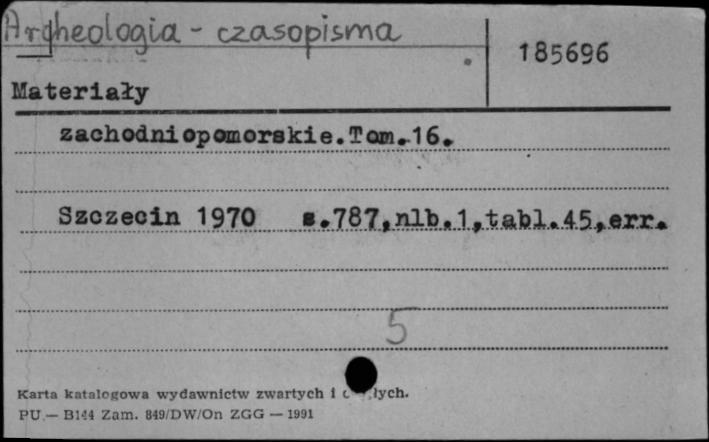 Archeologia - czasopisma
185696
Materiały
zachodniopomorskie.Tom.16.
Szczecin 1970 s.787,nlb.1,tabl.45,err.
5
Karta katalogowa wydawnictw zwartych i
PU — B144 Zam. 849/DW/On ZGG — 1991